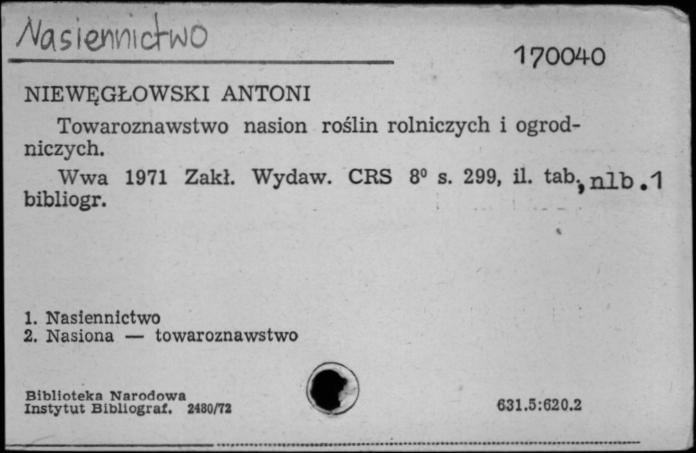 Nasiennictwo
170040
NIEWĘGŁOWSKI ANTONI
Towaroznawstwo nasion roślin rolniczych i ogrod-
niczych.
Wwa 1971 Zakł. Wydaw. CRS 8⁰ s. 299, il. tab., nlb.1
bibliogr.
1. Nasiennictwo
2. Nasiona — towaroznawstwo
Biblioteka Narodowa
Instytut Bibliograf. 2480/72
631.5:620.2